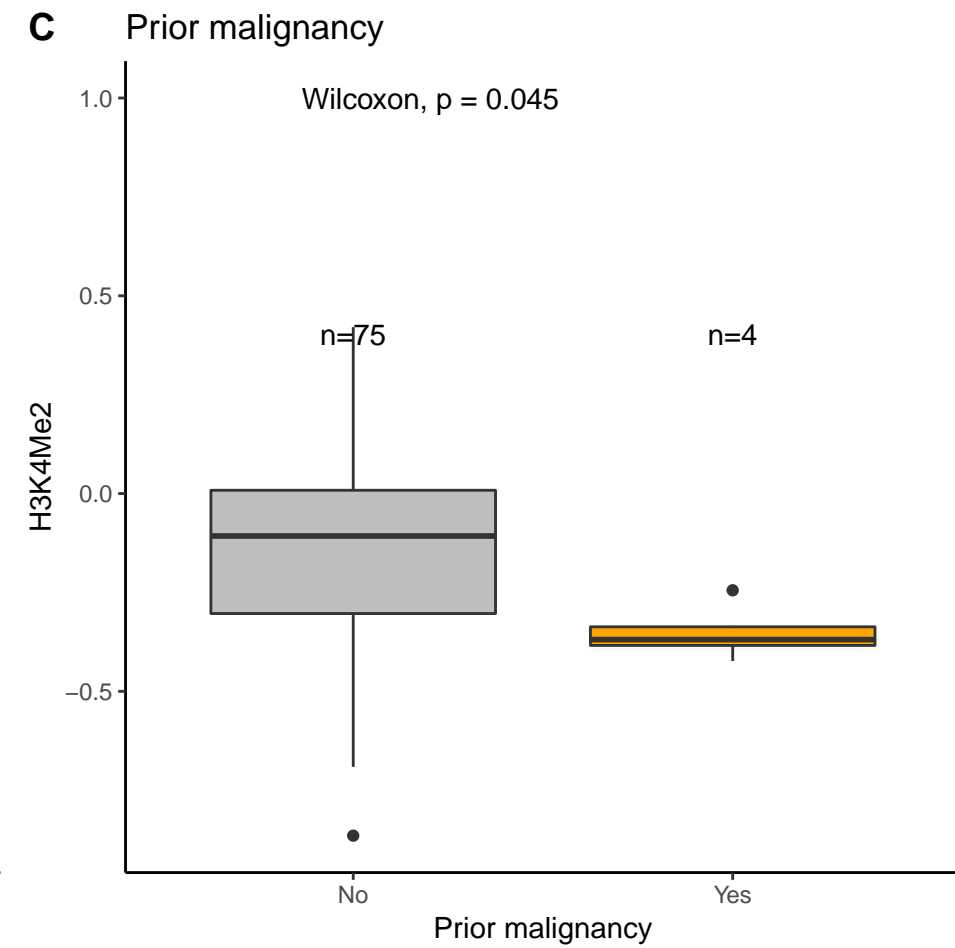 C Prior malignancy
Wilcoxon, p = 0.045
1.0
0.5
0.0
−0.5
n=75
n=4
H3K4Me2
No
Yes
Prior malignancy